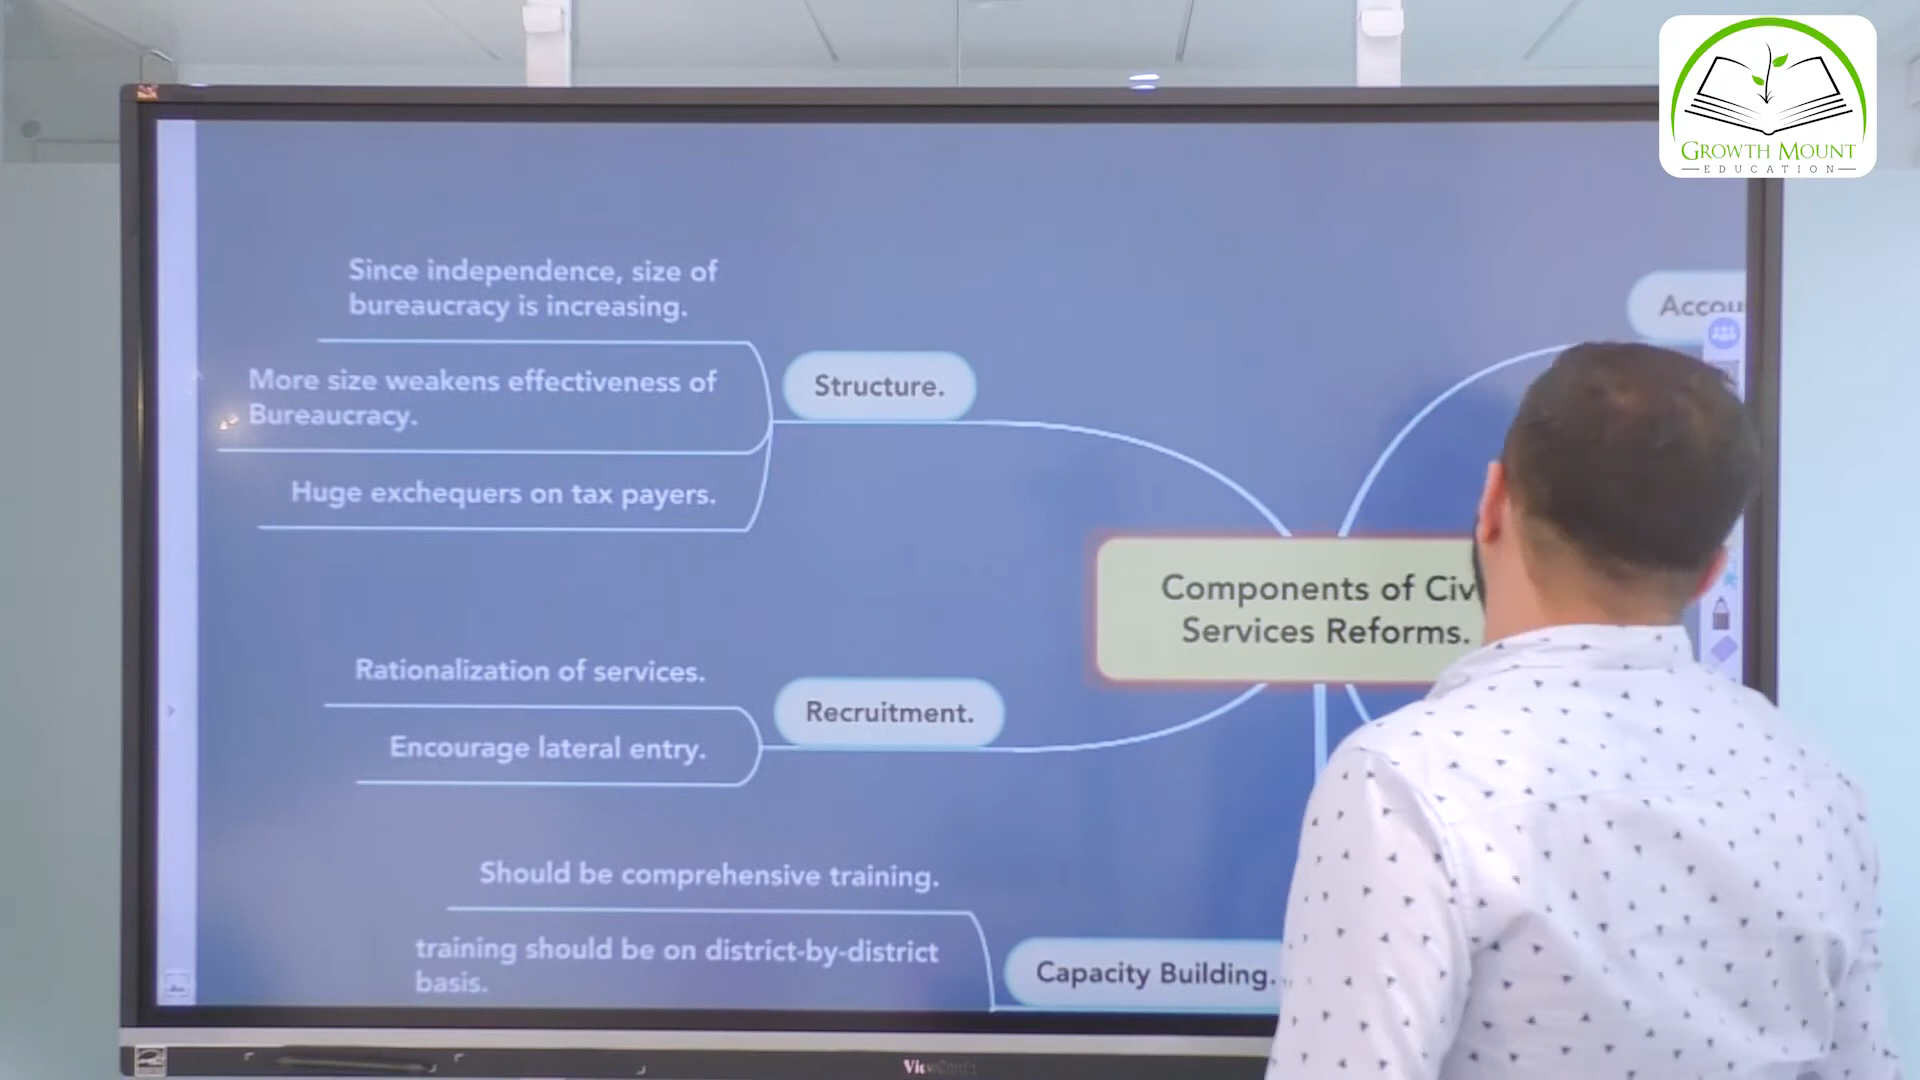 GROWTH MOUNT
EDUCATION
Since independence, size of
bureaucracy is increasing.
More size weakens effectiveness of
Bureaucracy.
Huge exchequers on tax payers.
Structure.
Accou
Components of Civ
Services Reforms.
Rationalization of services.
Encourage lateral entry.
Recruitment.
Should be comprehensive training.
training should be on district-by-district
basis.
Capacity Building.